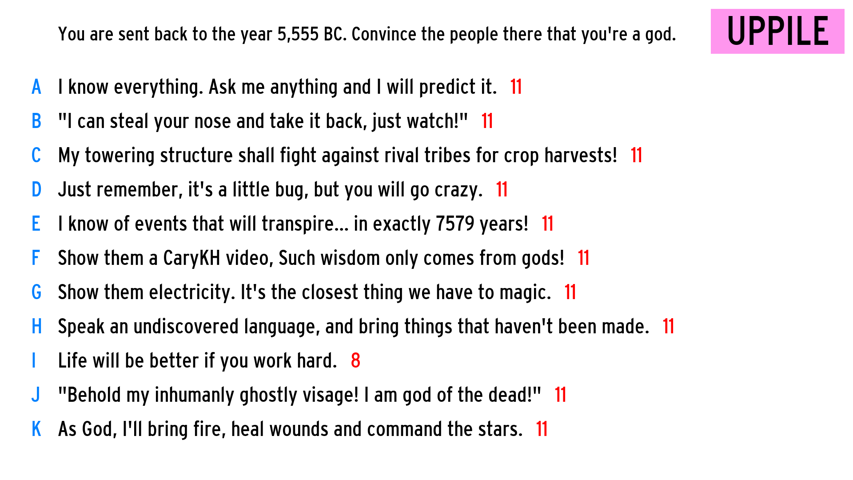 You are sent back to the year 5,555 BC. Convince the people there that you're a god.
UPPILE
A I know everything. Ask me anything and I will predict it. 11
B "I can steal your nose and take it back, just watch!" 11
C My towering structure shall fight against rival tribes for crop harvests! 11
D Just remember, it's a little bug, but you will go crazy. 11
E I know of events that will transpire... in exactly 7579 years! 11
F Show them a CaryKH video, Such wisdom only comes from gods! 11
G Show them electricity. It's the closest thing we have to magic. 11
H Speak an undiscovered language, and bring things that haven't been made. 11
I Life will be better if you work hard. 8
J "Behold my inhumanly ghostly visage! I am god of the dead!" 11
K As God, I'll bring fire, heal wounds and command the stars. 11